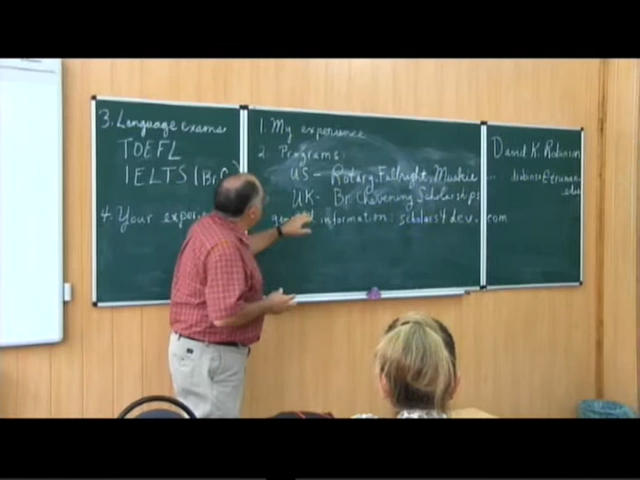 3. Language exams
TOEFL
IELTS (Br.
4. Your exper
1. My experience
2. Programs:
US - Rotary, Fulbright, Muskie ...
UK - Br. Chevening Scholarships
general information: scholars4dev.com
David K. Robinson